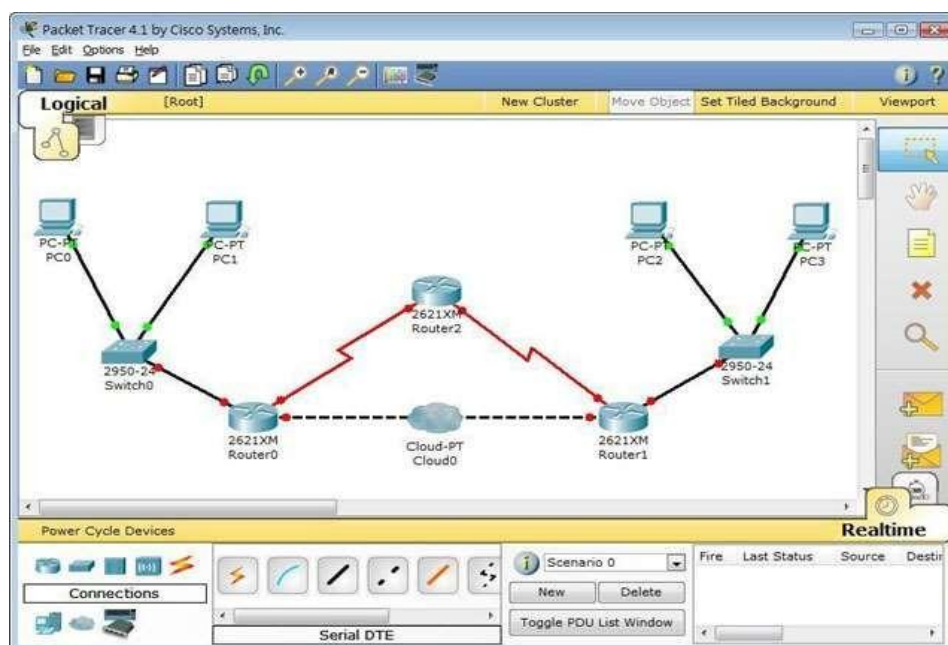 Packet Tracer 4.1 by Cisco Systems, Inc.
File Edit Options Help
Logical [Root] New Cluster Move Object Set Tiled Background Viewport
PC-PT
PC0
PC-PT
PC1
PC-PT
PC2
PC-PT
PC3
2621XM
Router2
2950-24
Switch0
2950-24
Switch1
2621XM
Router0
Cloud-PT
Cloud0
2621XM
Router1
Power Cycle Devices Realtime
Connections
Serial DTE
Scenario 0
New Delete
Toggle PDU List Window
Fire Last Status Source Destin